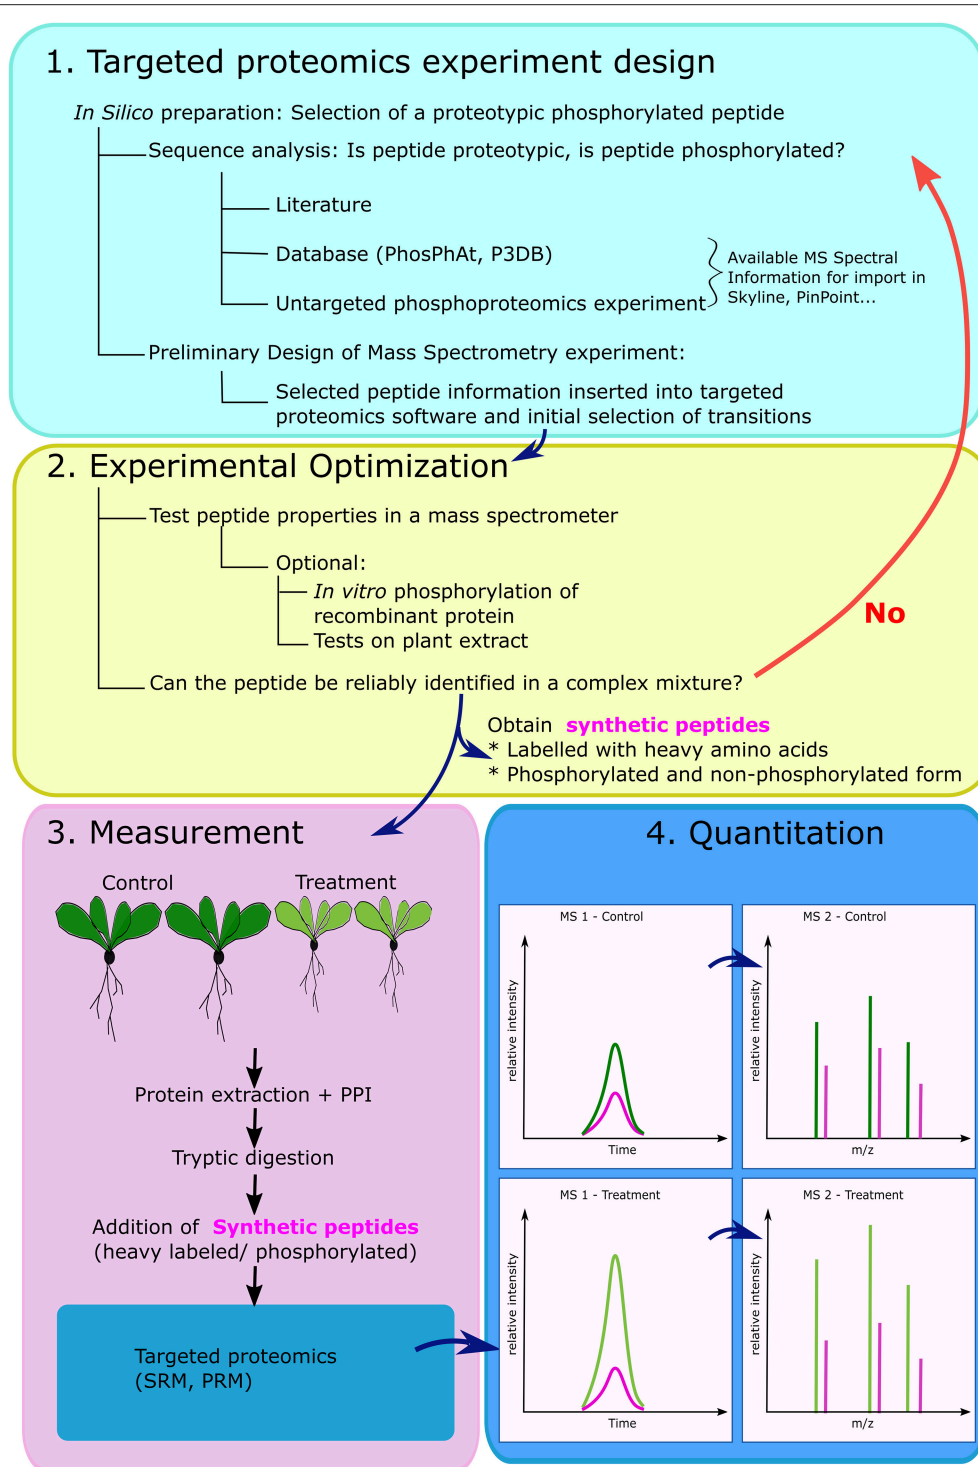 1. Targeted proteomics experiment design
In Silico preparation: Selection of a proteotypic phosphorylated peptide
Sequence analysis: Is peptide proteotypic, is peptide phosphorylated?
Literature
Database (PhosPhAt, P3DB)
Untargeted phosphoproteomics experiment
Available MS Spectral
Information for import in
Skyline, PinPoint...
Preliminary Design of Mass Spectrometry experiment:
Selected peptide information inserted into targeted
proteomics software and initial selection of transitions
2. Experimental Optimization
Test peptide properties in a mass spectrometer
Optional:
In vitro phosphorylation of
recombinant protein
Tests on plant extract
No
Can the peptide be reliably identified in a complex mixture?
Obtain synthetic peptides
* Labelled with heavy amino acids
* Phosphorylated and non-phosphorylated form
3. Measurement
Control
Treatment
Protein extraction + PPI
Tryptic digestion
Addition of Synthetic peptides
(heavy labeled/ phosphorylated)
Targeted proteomics
(SRM, PRM)
4. Quantitation
MS 1 - Control
relative intensity
Time
MS 2 - Control
relative intensity
m/z
MS 1 - Treatment
relative intensity
Time
MS 2 - Treatment
relative intensity
m/z